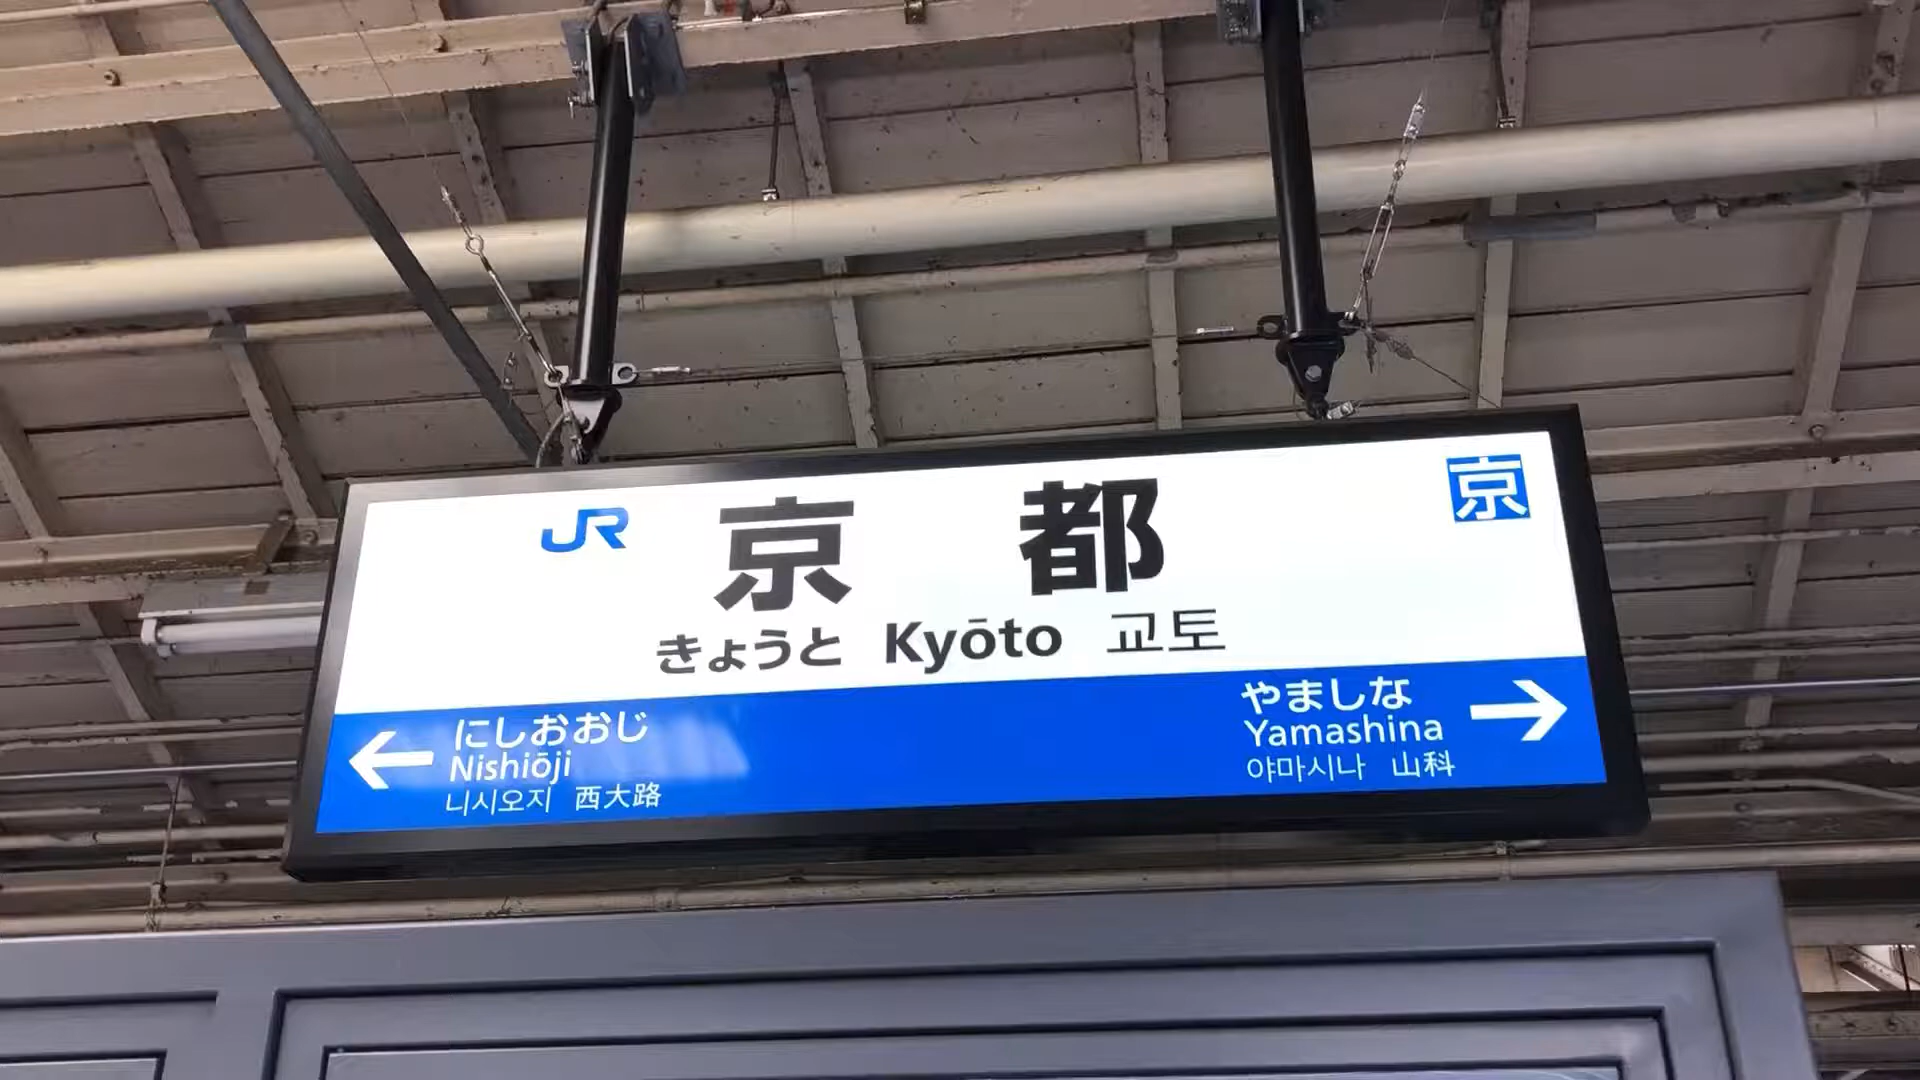 JR 京都 京
きょうと Kyōto 교토
にしおおじ
Nishiōji
니시오지 西大路
やましな
Yamashina
야마시나 山科